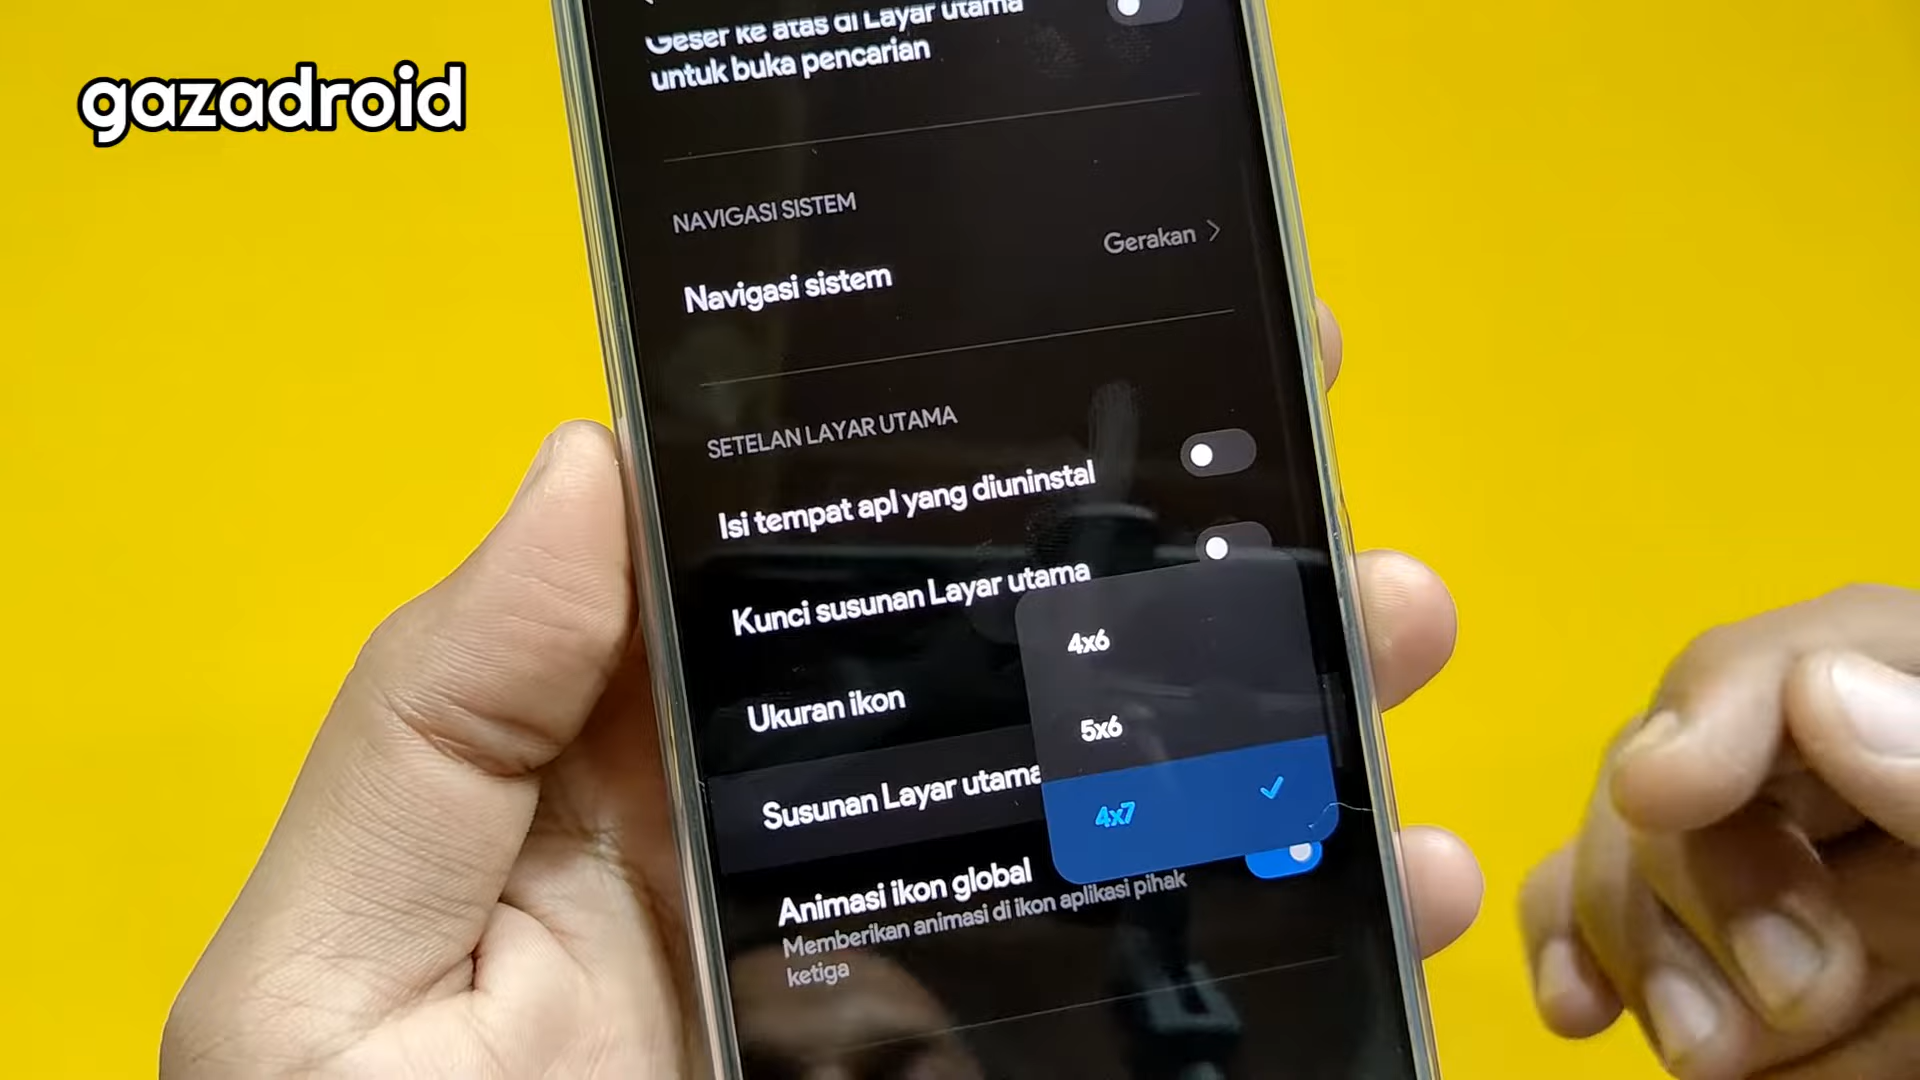 gazadroid
Geser ke atas di Layar utama
untuk buka pencarian
NAVIGASI SISTEM
Navigasi sistem
Gerakan
SETELAN LAYAR UTAMA
Isi tempat apl yang diuninstal
Kunci susunan Layar utama
Ukuran ikon
Susunan Layar utama
4x6
5x6
4x7
Animasi ikon global
Memberikan animasi di ikon aplikasi pihak
ketiga